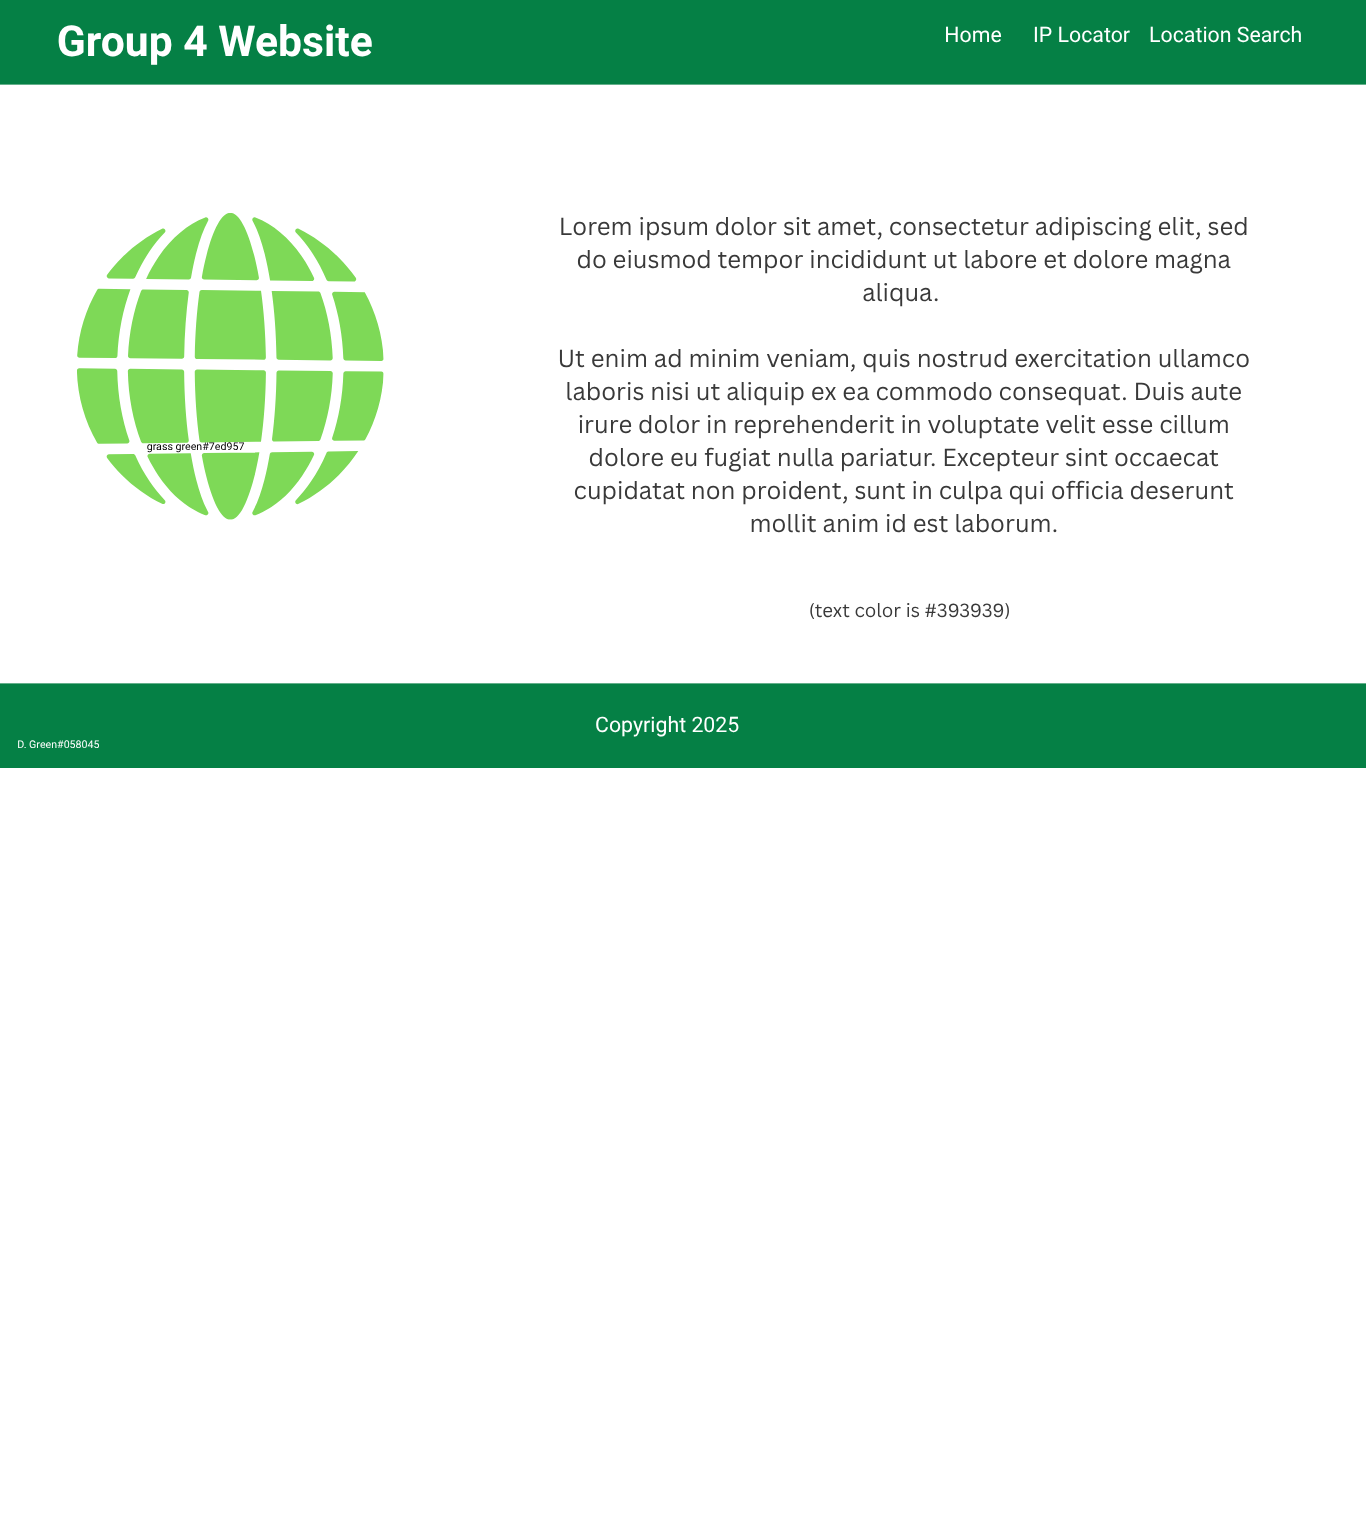 Group 4 Website
Home IP Locator Location Search
Lorem ipsum dolor sit amet, consectetur adipiscing elit, sed
do eiusmod tempor incididunt ut labore et dolore magna
aliqua.
Ut enim ad minim veniam, quis nostrud exercitation ullamco
laboris nisi ut aliquip ex ea commodo consequat. Duis aute
irure dolor in reprehenderit in voluptate velit esse cillum
dolore eu fugiat nulla pariatur. Excepteur sint occaecat
cupidatat non proident, sunt in culpa qui officia deserunt
mollit anim id est laborum.
grass green#7ed957
(text color is #393939)
Copyright 2025
D. Green#058045